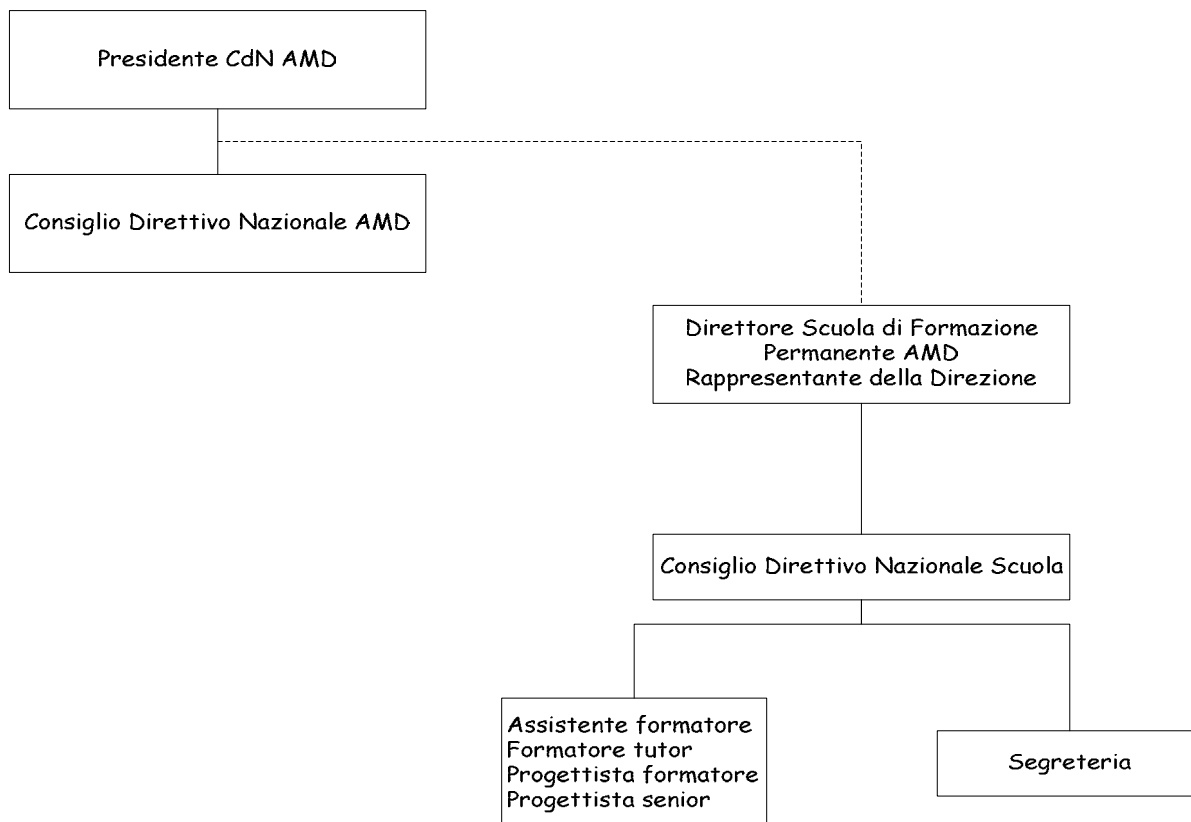 Presidente CdN AMD
Consiglio Direttivo Nazionale AMD
Direttore Scuola di Formazione
Permanente AMD
Rappresentante della Direzione
Consiglio Direttivo Nazionale Scuola
Assistente formatore
Formatore tutor
Progettista formatore
Progettista senior
Segreteria